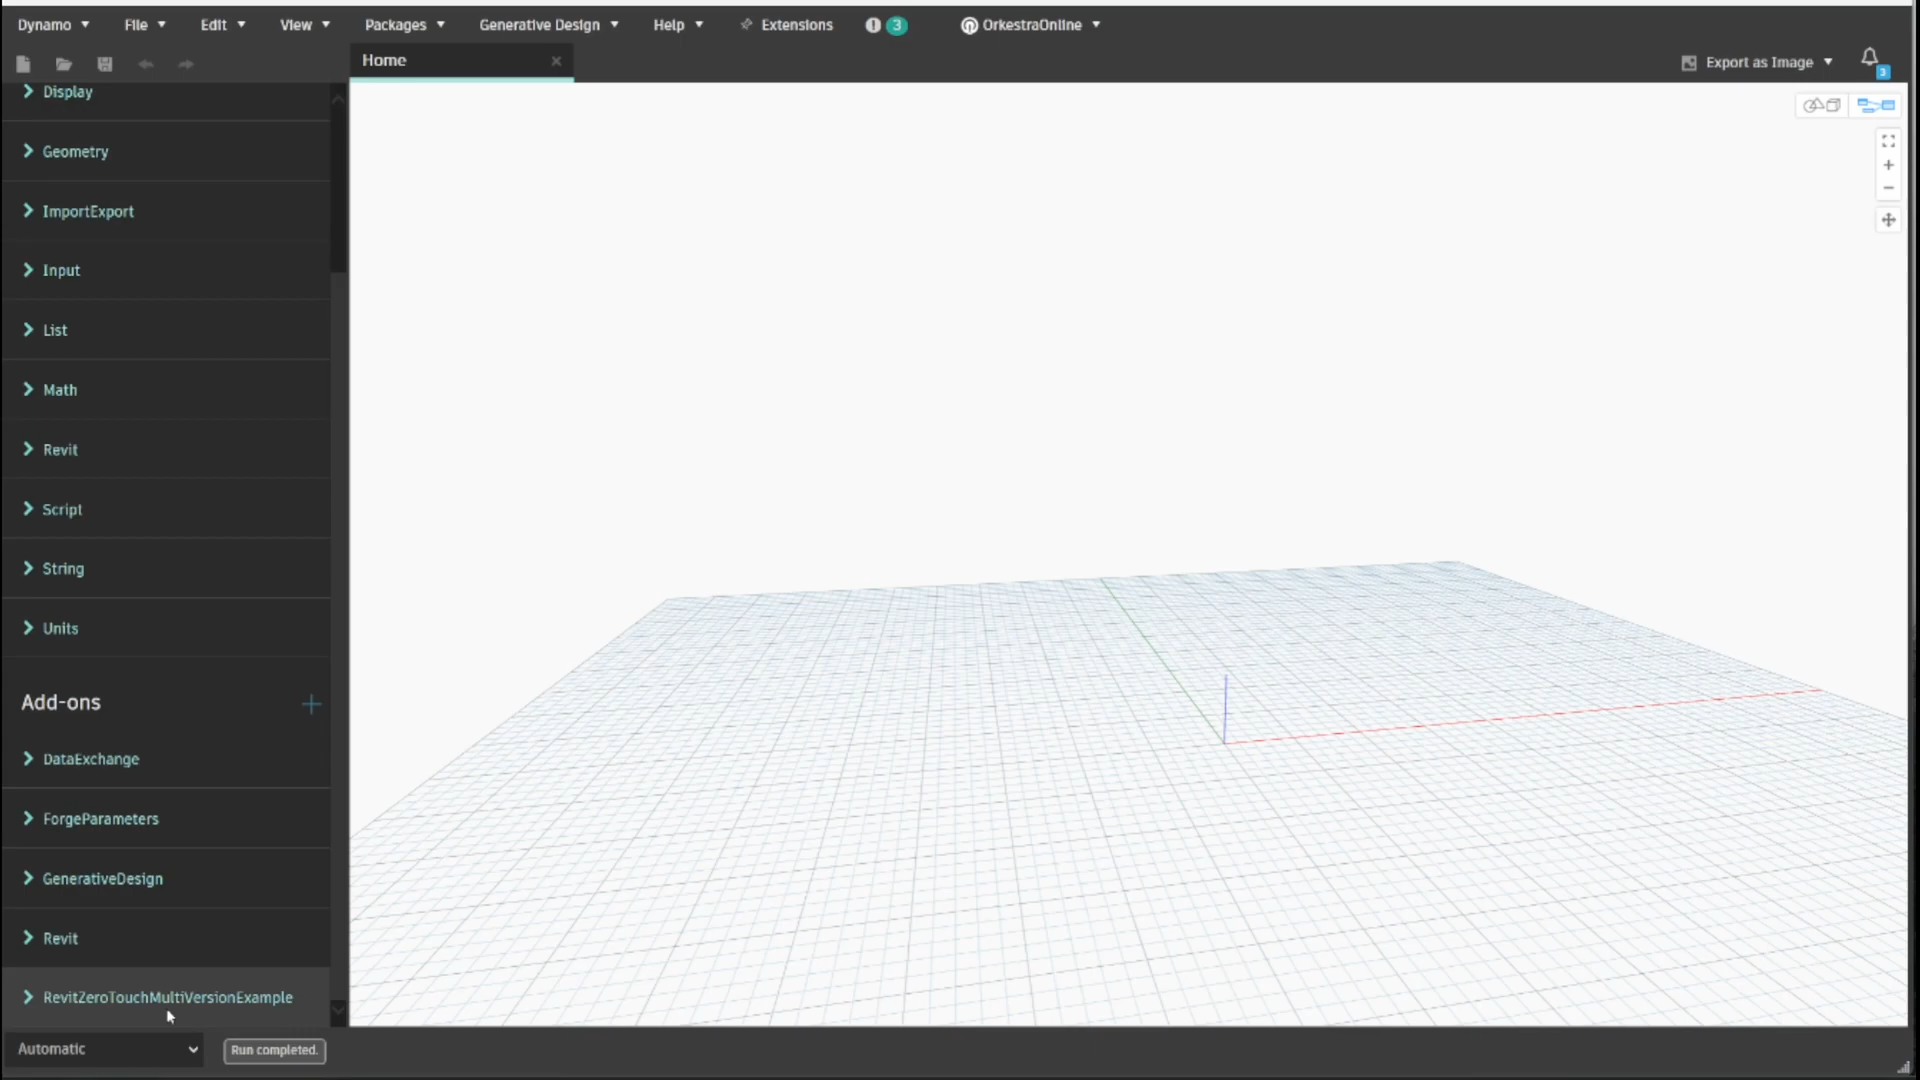 Dynamo File Edit View Packages Generative Design Help Extensions 3 OrkestraOnline
Home
Export as Image
3
Display
Geometry
ImportExport
Input
List
Math
Revit
Script
String
Units
Add-ons
DataExchange
ForgeParameters
GenerativeDesign
Revit
RevitZeroTouchMultiVersionExample
Automatic
Run completed.